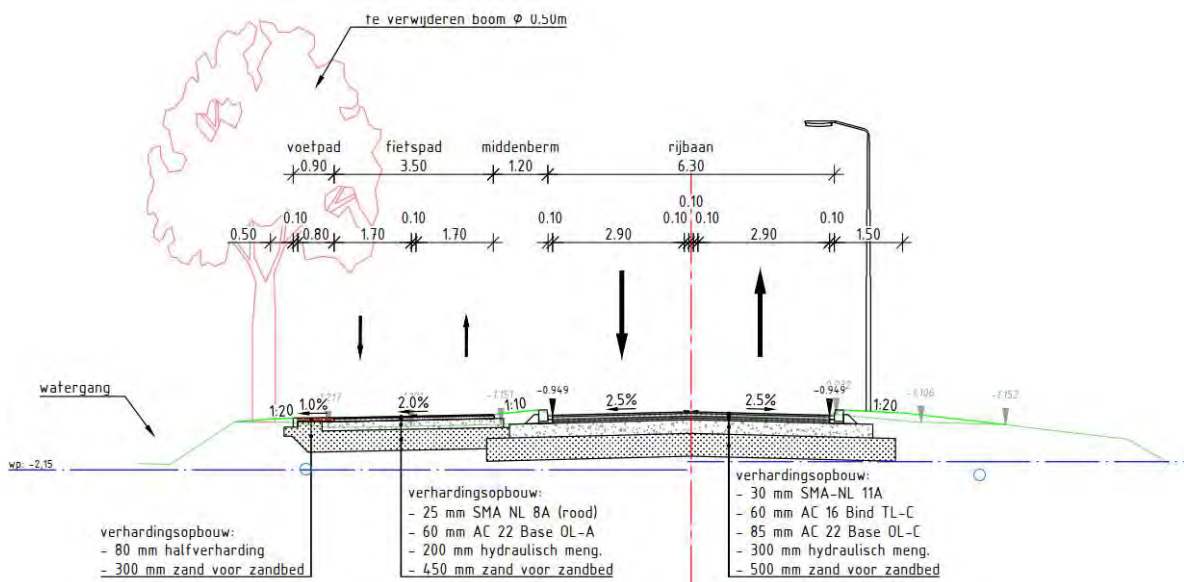 te verwijderen boom Ø 0.50m
voetpad fietspad middenberm rijbaan
0.90 3.50 1.20 6.30
0.10
0.10 0.10 0.10 0.10 0.10 0.10
0.50 0.80 1.70 1.70 2.90 2.90 1.50
watergang
1:20 1.0% 2.0% -1.151 1:10 -0.949 2.5% 2.5% -0.949 1:20 -1.106 -1.152
wp: -2,15
verhardingsopbouw:
- 80 mm halfverharding
- 300 mm zand voor zandbed
verhardingsopbouw:
- 25 mm SMA NL 8A (rood)
- 60 mm AC 22 Base OL-A
- 200 mm hydraulisch meng.
- 450 mm zand voor zandbed
verhardingsopbouw:
- 30 mm SMA-NL 11A
- 60 mm AC 16 Bind TL-C
- 85 mm AC 22 Base OL-C
- 300 mm hydraulisch meng.
- 500 mm zand voor zandbed